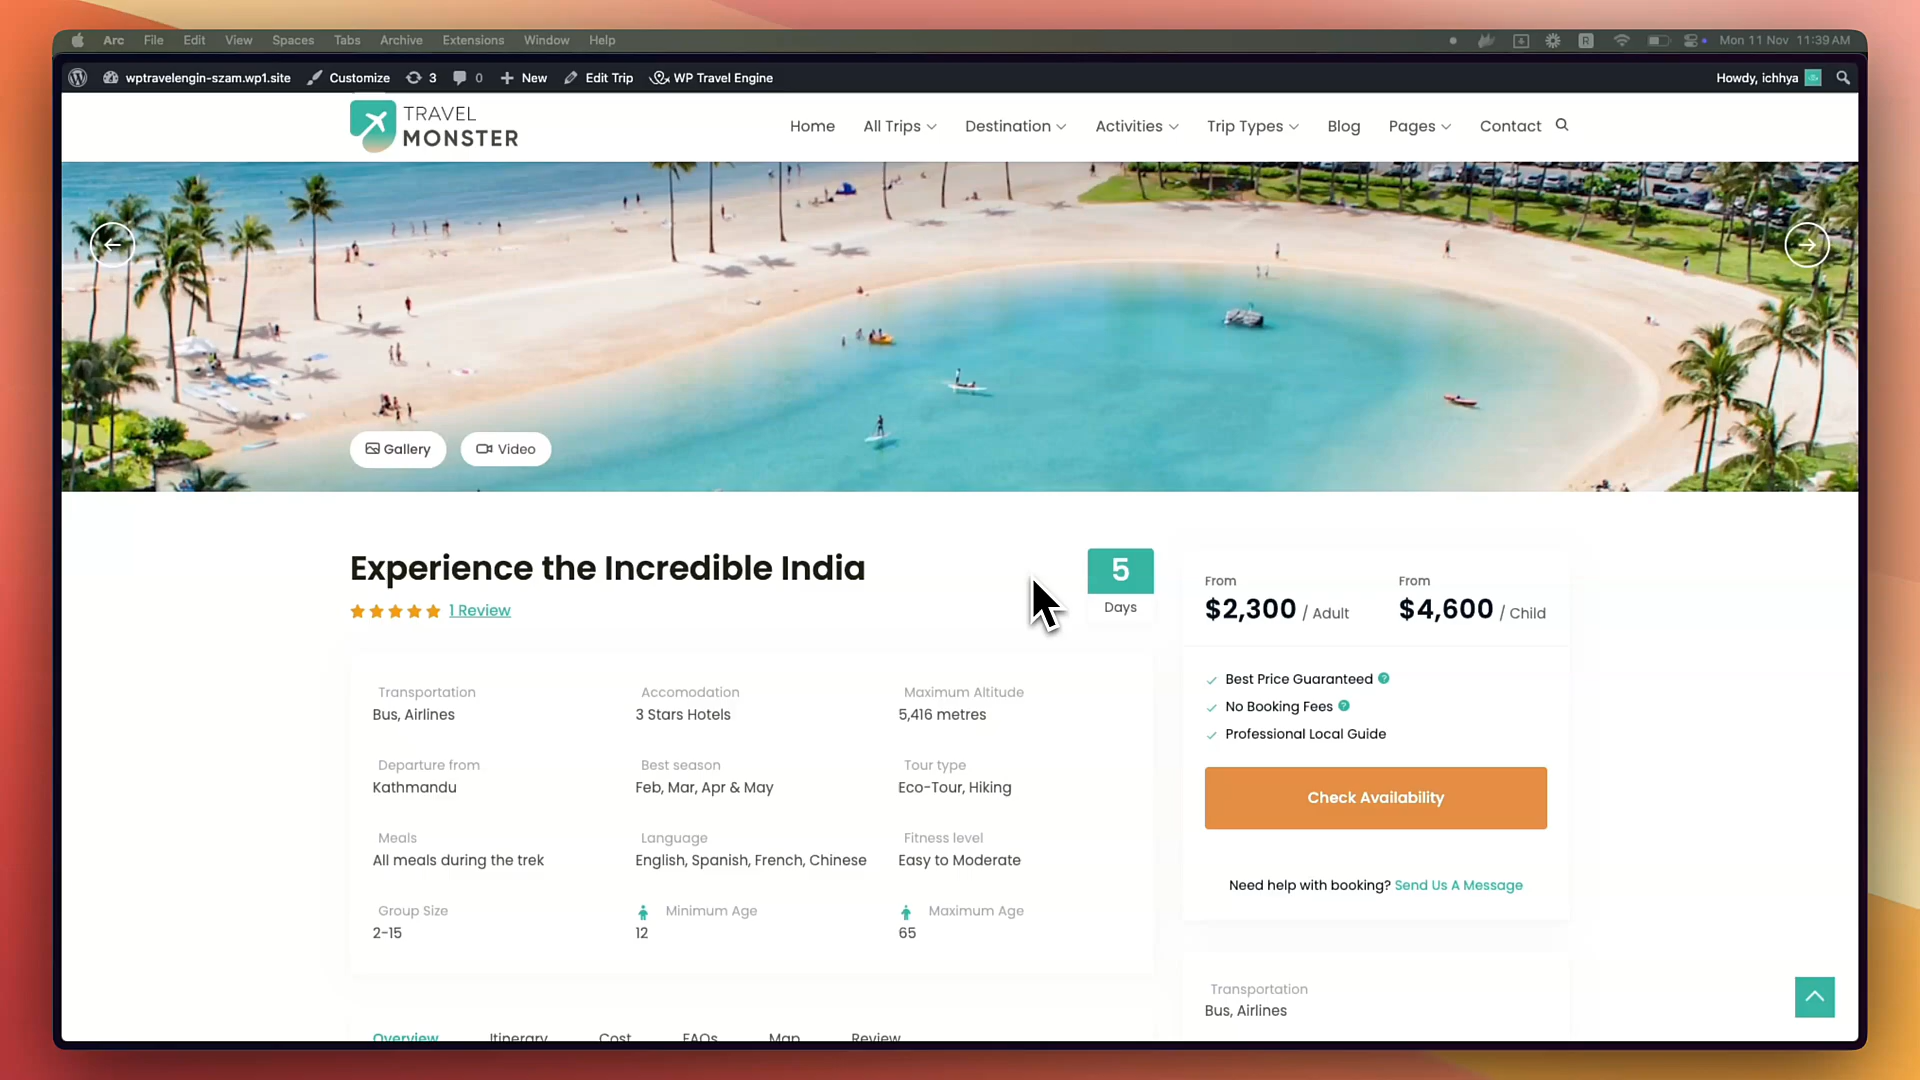 Arc File Edit View Spaces Tabs Archive Extensions Window Help R Mon 11 Nov 11:39 AM
wptravelengin-szam.wp1.site Customize 3 0 New Edit Trip WP Travel Engine Howdy, ichhya
TRAVEL
MONSTER
Home All Trips Destination Activities Trip Types Blog Pages Contact
Gallery Video
Experience the Incredible India
1 Review
5
Days
From
$2,300 / Adult
From
$4,600 / Child
Best Price Guaranteed ?
No Booking Fees ?
Professional Local Guide
Check Availability
Need help with booking? Send Us A Message
Transportation
Bus, Airlines
Accomodation
3 Stars Hotels
Maximum Altitude
5,416 metres
Departure from
Kathmandu
Best season
Feb, Mar, Apr & May
Tour type
Eco-Tour, Hiking
Meals
All meals during the trek
Language
English, Spanish, French, Chinese
Fitness level
Easy to Moderate
Group Size
2-15
Minimum Age
12
Maximum Age
65
Transportation
Bus, Airlines
Overview Itinerary Cost FAQs Map Review